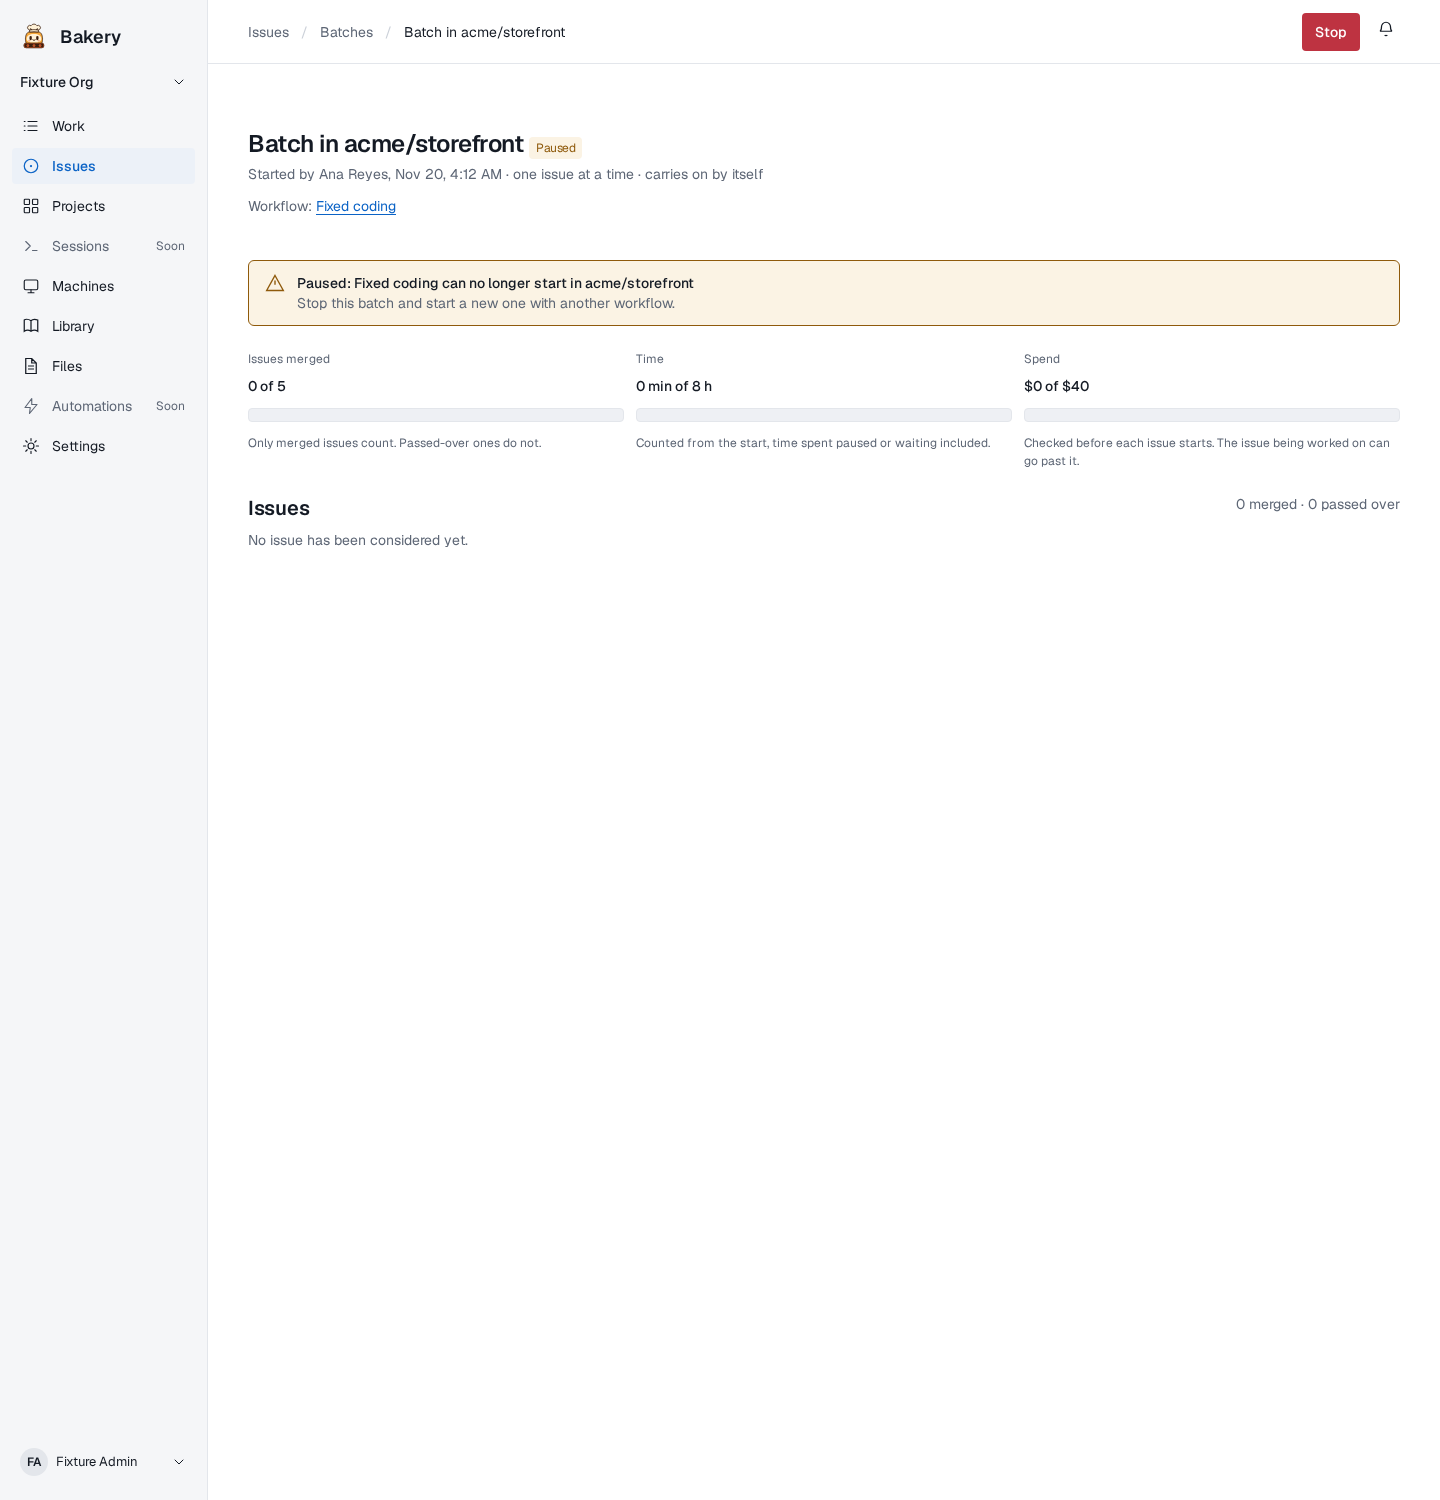 Bakery
Fixture Org
Work
Issues
Projects
Sessions Soon
Machines
Library
Files
Automations Soon
Settings
FA Fixture Admin
Issues / Batches / Batch in acme/storefront
Stop
Batch in acme/storefront Paused
Started by Ana Reyes, Nov 20, 4:12 AM · one issue at a time · carries on by itself
Workflow: Fixed coding
Paused: Fixed coding can no longer start in acme/storefront
Stop this batch and start a new one with another workflow.
Issues merged
0 of 5
Only merged issues count. Passed-over ones do not.
Time
0 min of 8 h
Counted from the start, time spent paused or waiting included.
Spend
$0 of $40
Checked before each issue starts. The issue being worked on can
go past it.
Issues
0 merged · 0 passed over
No issue has been considered yet.